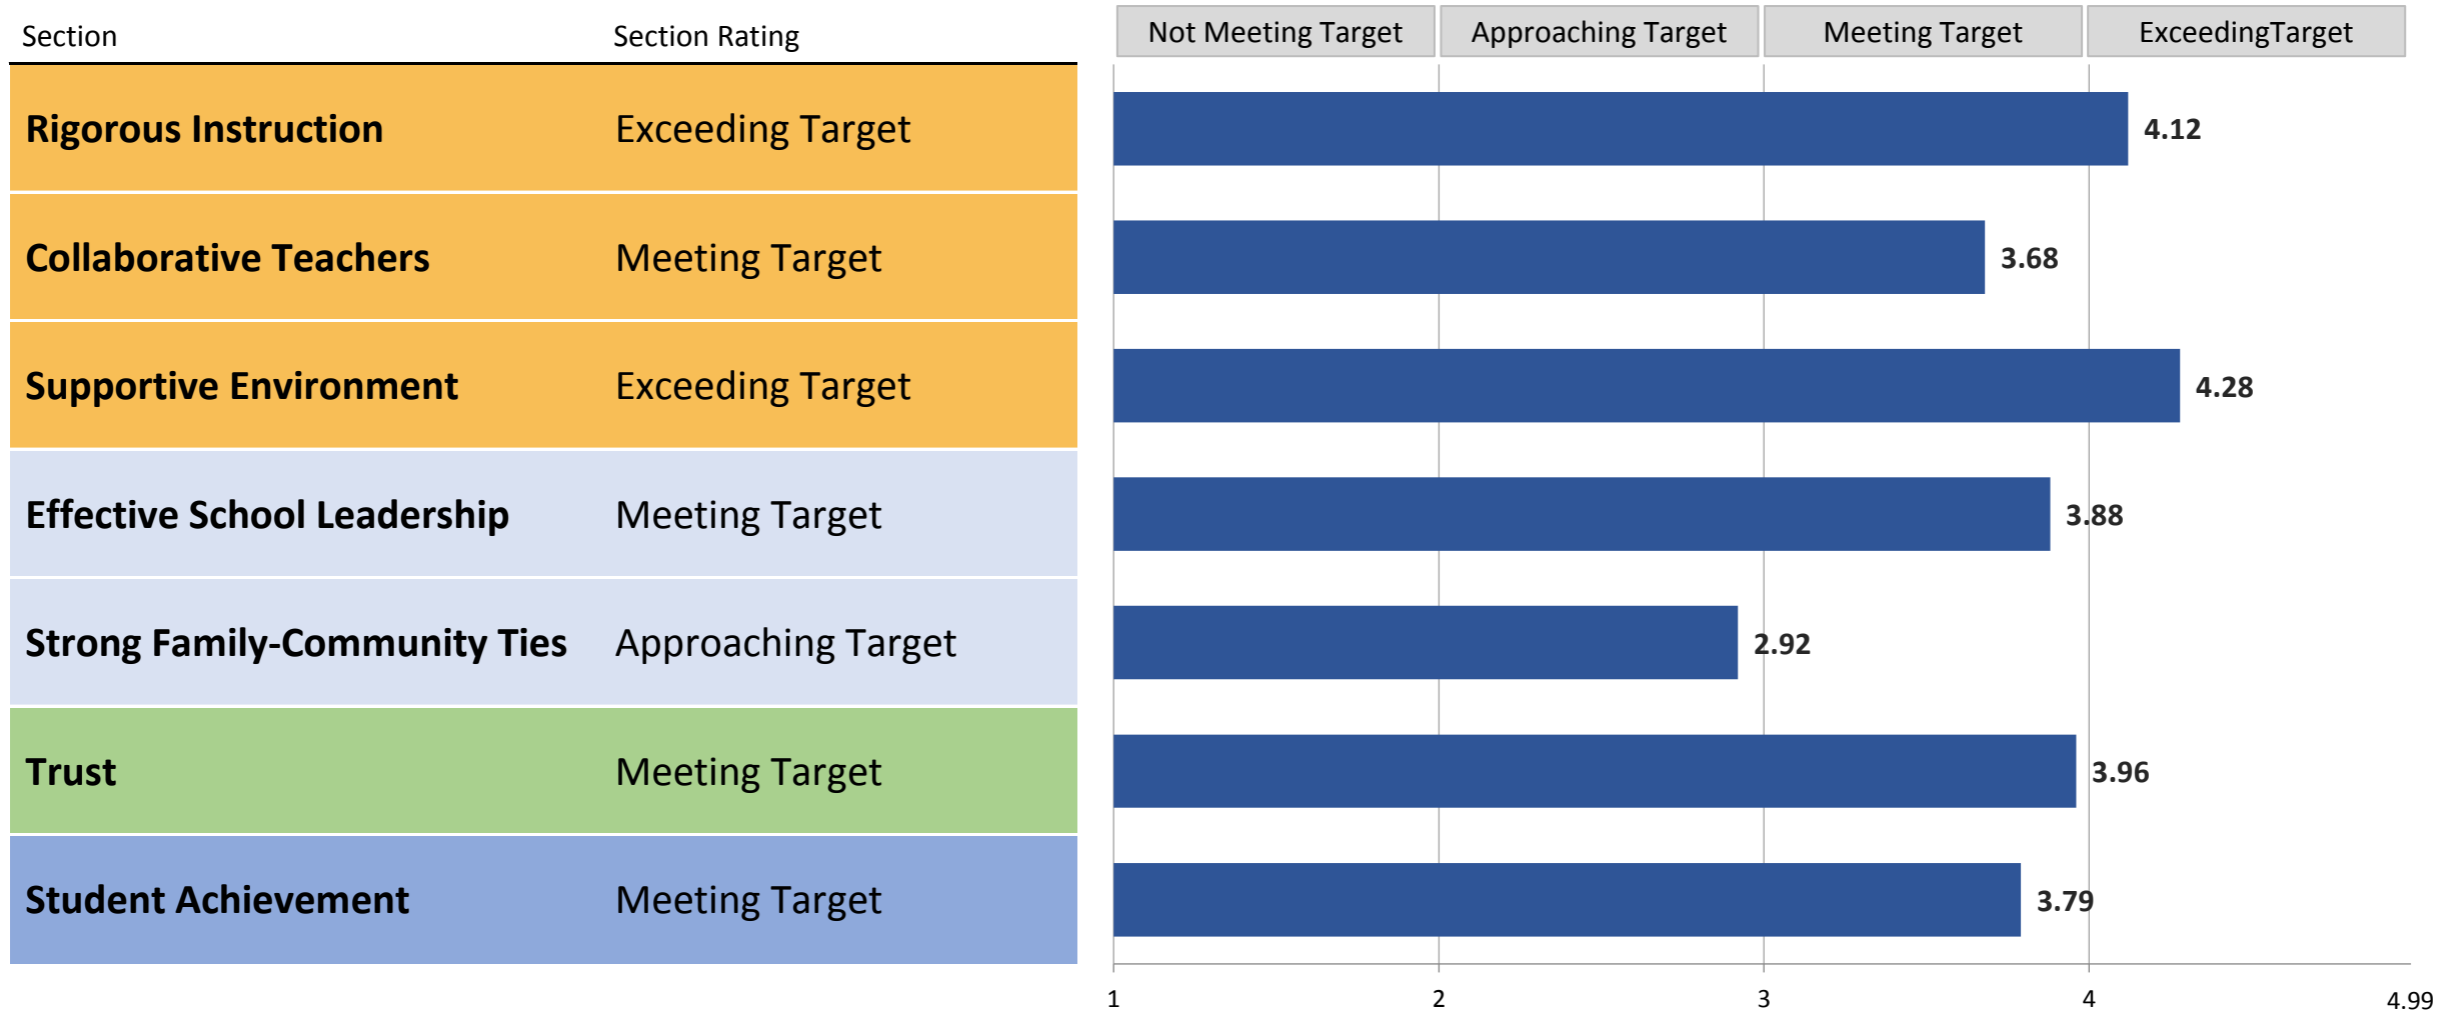 Section Section Rating Not Meeting Target Approaching Target Meeting Target ExceedingTarget
Rigorous Instruction Exceeding Target 4.12
Collaborative Teachers Meeting Target 3.68
Supportive Environment Exceeding Target 4.28
Effective School Leadership Meeting Target 3.88
Strong Family-Community Ties Approaching Target 2.92
Trust Meeting Target 3.96
Student Achievement Meeting Target 3.79
1 2 3 4 4.99